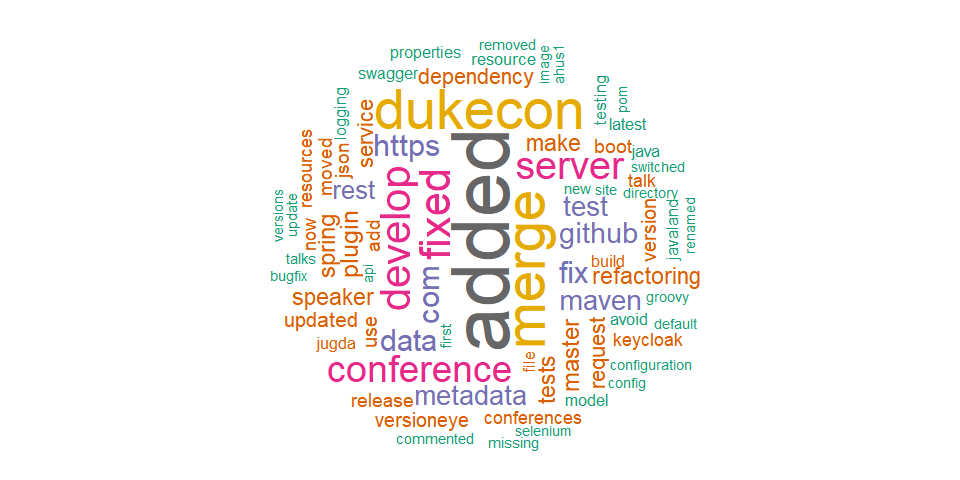 removed
properties
resource
image
ahus1
swagger
dependency
testing
pom
logging
service
dukecon
latest
https
added
make
boot
java
resources
moved
json
server
switched
talk
rest
develop
fixed
merge
new
site
directory
test
versions
update
now
spring
plugin
add
github
version
javaland
renamed
talks
api
com
build
bugfix
fix
refactoring
speaker
maven
groovy
updated
use
first
avoid
default
jugda
data
file
tests
master
request
keycloak
conference
configuration
config
release
metadata
model
versioneye
conferences
commented
selenium
missing